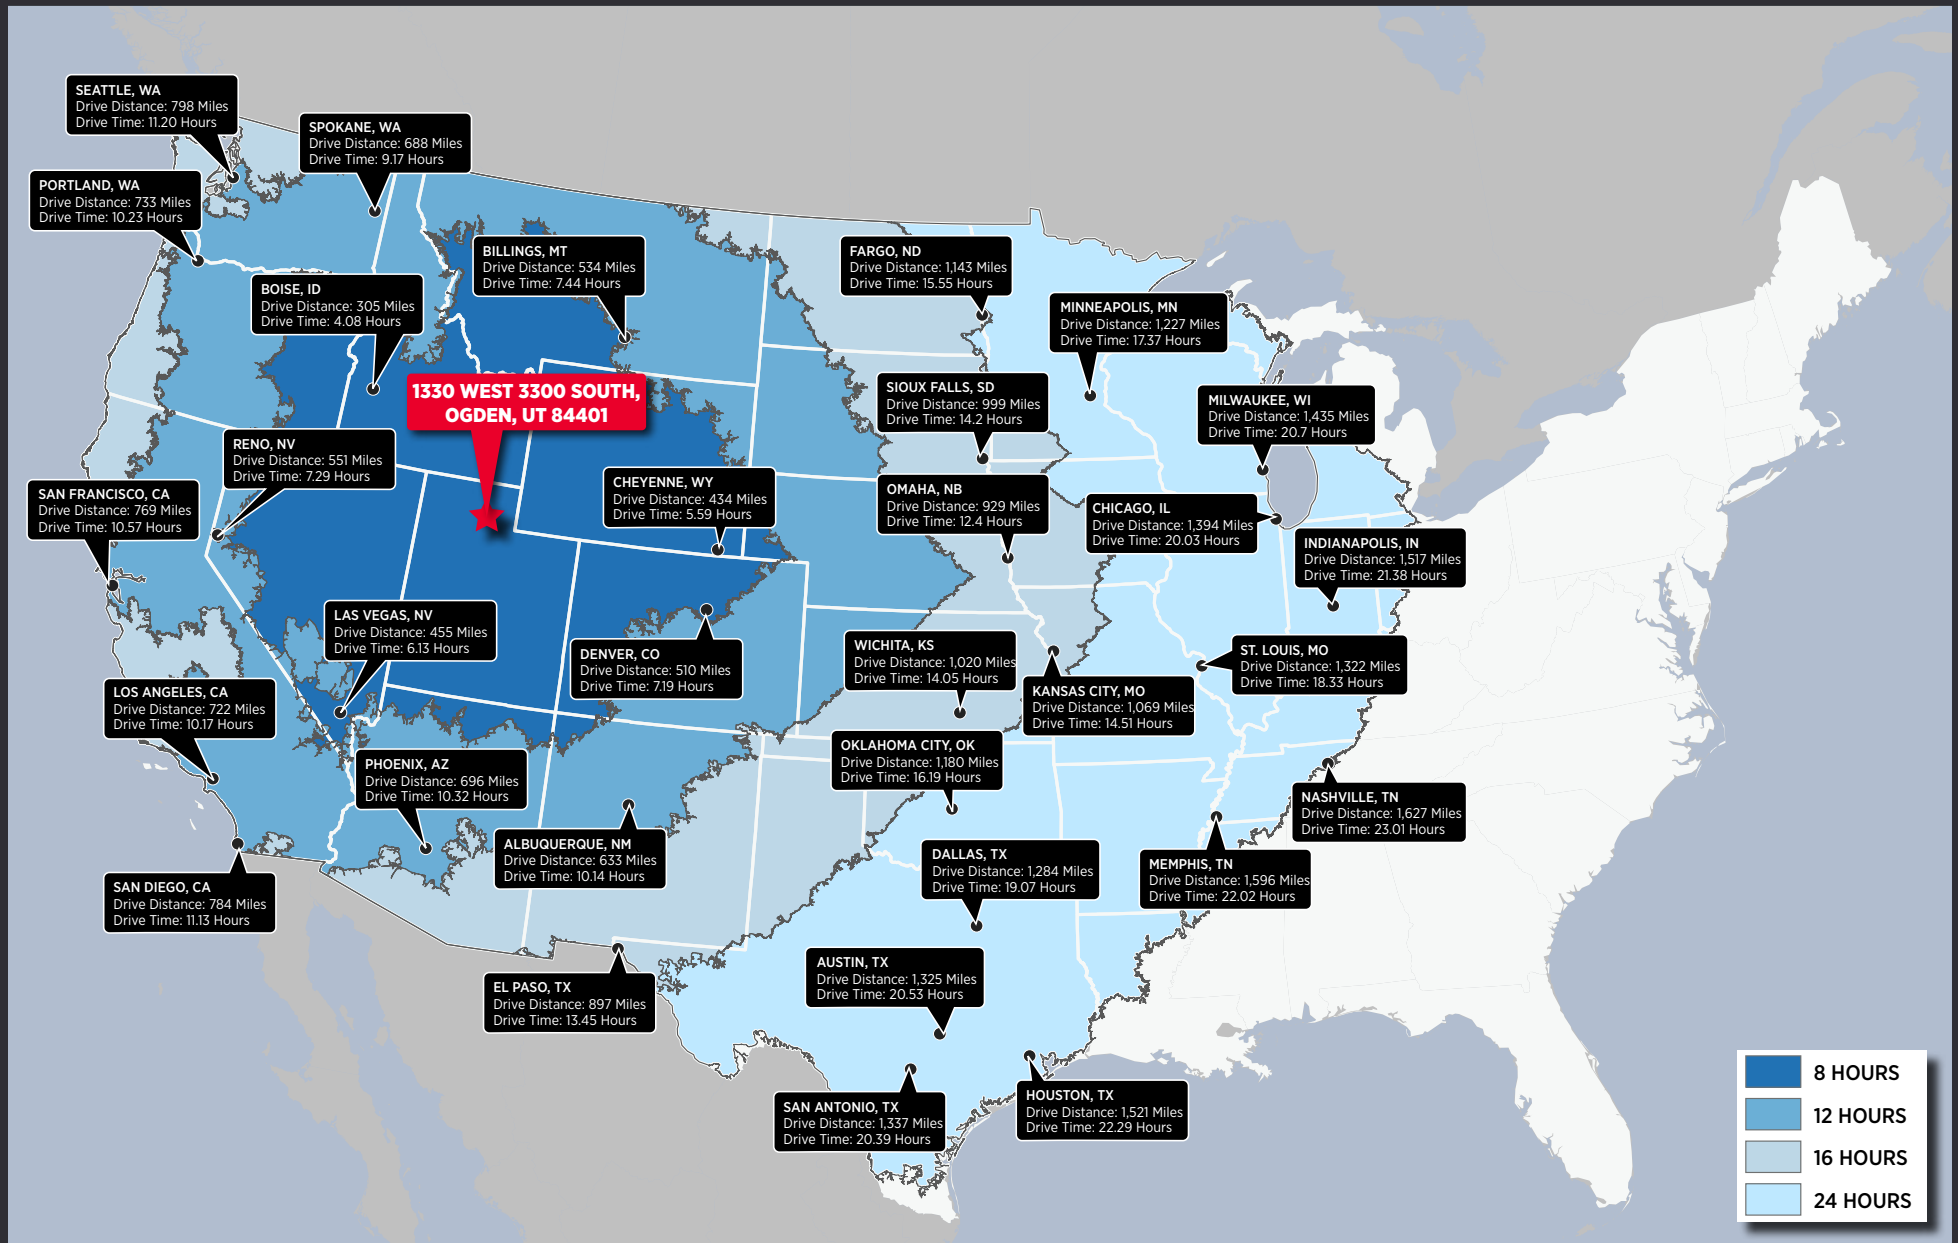 SEATTLE, WA
Drive Distance: 798 Miles
Drive Time: 11.20 Hours
SPOKANE, WA
Drive Distance: 688 Miles
Drive Time: 9.17 Hours
PORTLAND, WA
Drive Distance: 733 Miles
Drive Time: 10.23 Hours
BILLINGS, MT
Drive Distance: 534 Miles
Drive Time: 7.44 Hours
FARGO, ND
Drive Distance: 1,143 Miles
Drive Time: 15.55 Hours
BOISE, ID
Drive Distance: 305 Miles
Drive Time: 4.08 Hours
MINNEAPOLIS, MN
Drive Distance: 1,227 Miles
Drive Time: 17.37 Hours
1330 WEST 3300 SOUTH,
OGDEN, UT 84401
SIOUX FALLS, SD
Drive Distance: 999 Miles
Drive Time: 14.2 Hours
MILWAUKEE, WI
Drive Distance: 1,435 Miles
Drive Time: 20.7 Hours
RENO, NV
Drive Distance: 551 Miles
Drive Time: 7.29 Hours
SAN FRANCISCO, CA
Drive Distance: 769 Miles
Drive Time: 10.57 Hours
CHEYENNE, WY
Drive Distance: 434 Miles
Drive Time: 5.59 Hours
OMAHA, NB
Drive Distance: 929 Miles
Drive Time: 12.4 Hours
CHICAGO, IL
Drive Distance: 1,394 Miles
Drive Time: 20.03 Hours
INDIANAPOLIS, IN
Drive Distance: 1,517 Miles
Drive Time: 21.38 Hours
LAS VEGAS, NV
Drive Distance: 455 Miles
Drive Time: 6.13 Hours
DENVER, CO
Drive Distance: 510 Miles
Drive Time: 7.19 Hours
WICHITA, KS
Drive Distance: 1,020 Miles
Drive Time: 14.05 Hours
ST. LOUIS, MO
Drive Distance: 1,322 Miles
Drive Time: 18.33 Hours
LOS ANGELES, CA
Drive Distance: 722 Miles
Drive Time: 10.17 Hours
KANSAS CITY, MO
Drive Distance: 1,069 Miles
Drive Time: 14.51 Hours
PHOENIX, AZ
Drive Distance: 696 Miles
Drive Time: 10.32 Hours
OKLAHOMA CITY, OK
Drive Distance: 1,180 Miles
Drive Time: 16.19 Hours
NASHVILLE, TN
Drive Distance: 1,627 Miles
Drive Time: 23.01 Hours
ALBUQUERQUE, NM
Drive Distance: 633 Miles
Drive Time: 10.14 Hours
DALLAS, TX
Drive Distance: 1,284 Miles
Drive Time: 19.07 Hours
MEMPHIS, TN
Drive Distance: 1,596 Miles
Drive Time: 22.02 Hours
SAN DIEGO, CA
Drive Distance: 784 Miles
Drive Time: 11.13 Hours
EL PASO, TX
Drive Distance: 897 Miles
Drive Time: 13.45 Hours
AUSTIN, TX
Drive Distance: 1,325 Miles
Drive Time: 20.53 Hours
SAN ANTONIO, TX
Drive Distance: 1,337 Miles
Drive Time: 20.39 Hours
HOUSTON, TX
Drive Distance: 1,521 Miles
Drive Time: 22.29 Hours
8 HOURS
12 HOURS
16 HOURS
24 HOURS